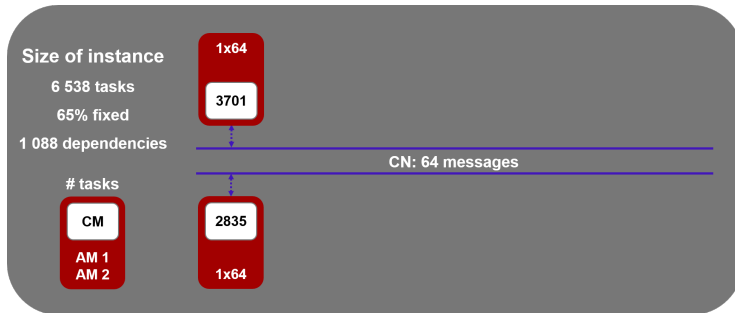 Size of instance
6 538 tasks
65% fixed
1 088 dependencies
# tasks
CM
AM 1
AM 2
1x64
3701
CN: 64 messages
2835
1x64